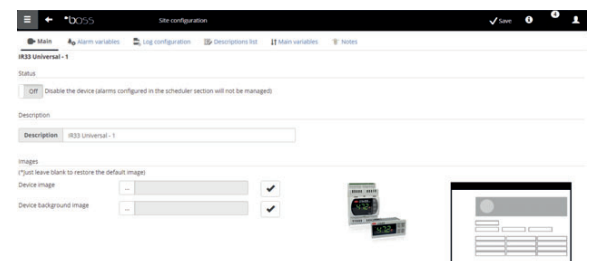 boss Site configuration Save 4
Main Alarm variables Log configuration Descriptions list Main variables Notes
IR33 Universal - 1
Status
Off Disable the device (alarms configured in the scheduler section will not be managed)
Description
Description IR33 Universal - 1
Images
(*Just leave blank to restore the default image)
Device image ...
Device background image ...